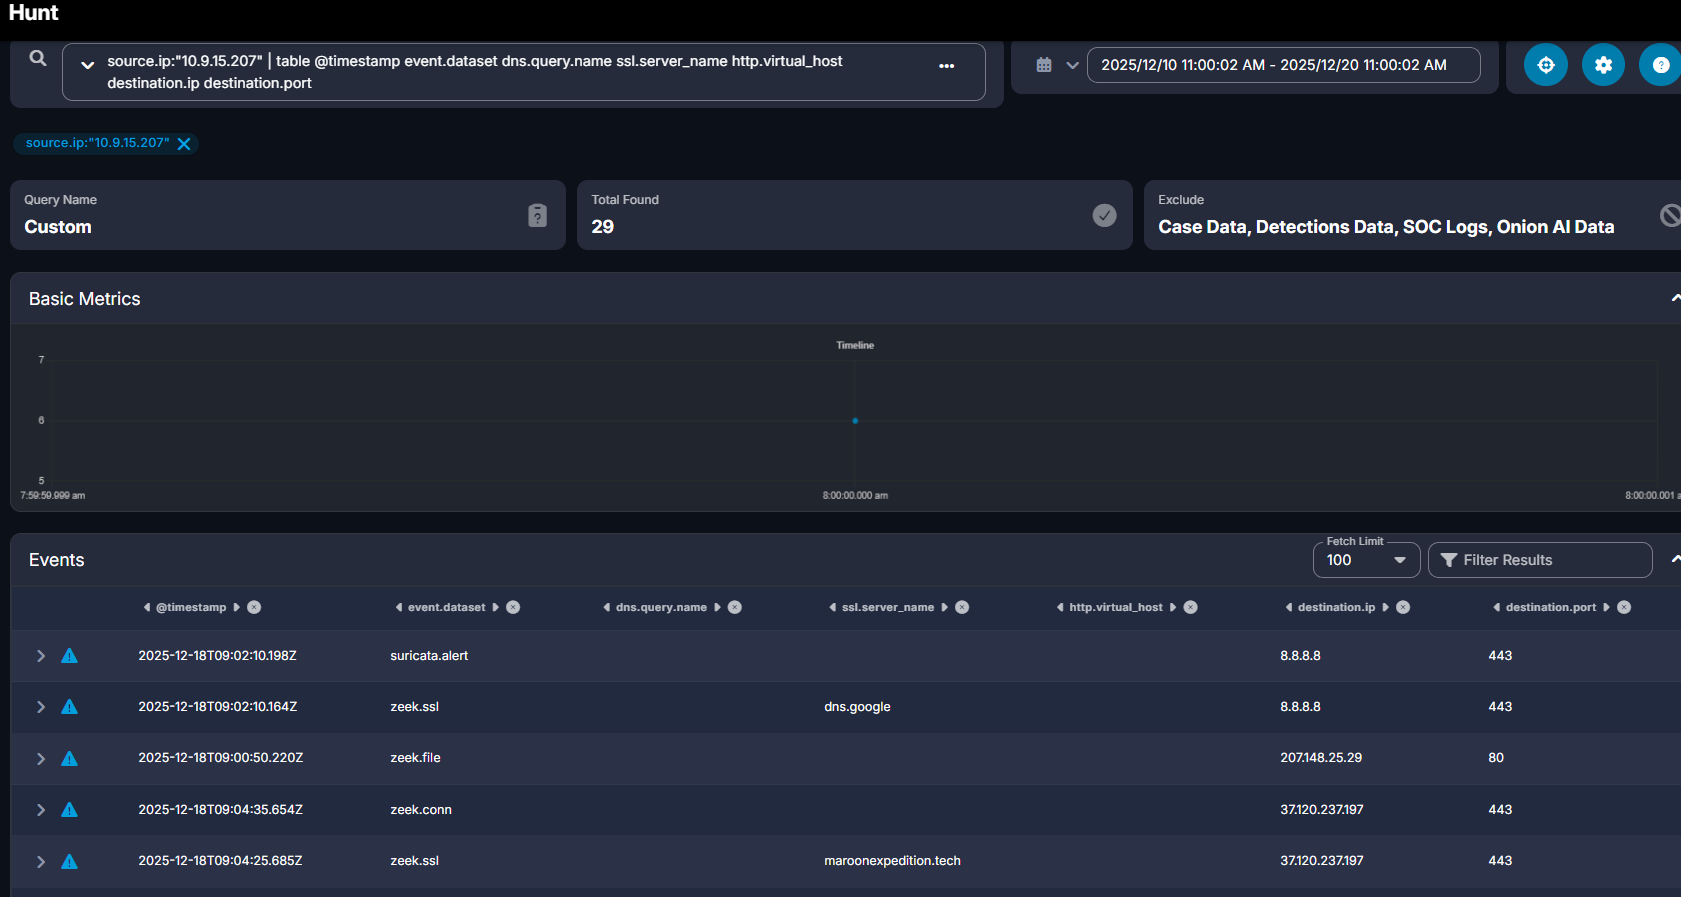 Hunt
source.ip:"10.9.15.207" | table @timestamp event.dataset dns.query.name ssl.server_name http.virtual_host
destination.ip destination.port
2025/12/10 11:00:02 AM - 2025/12/20 11:00:02 AM
source.ip:"10.9.15.207"
Query Name
Custom
Total Found
29
Exclude
Case Data, Detections Data, SOC Logs, Onion AI Data
Basic Metrics
Timeline
7
6
5
7:59:59.999 am
8:00:00.000 am
8:00:00.001 a
Events
Fetch Limit
100
Filter Results
@timestamp event.dataset dns.query.name ssl.server_name http.virtual_host destination.ip destination.port
2025-12-18T09:02:10.198Z suricata.alert 8.8.8.8 443
2025-12-18T09:02:10.164Z zeek.ssl dns.google 8.8.8.8 443
2025-12-18T09:00:50.220Z zeek.file 207.148.25.29 80
2025-12-18T09:04:35.654Z zeek.conn 37.120.237.197 443
2025-12-18T09:04:25.685Z zeek.ssl maroonexpedition.tech 37.120.237.197 443